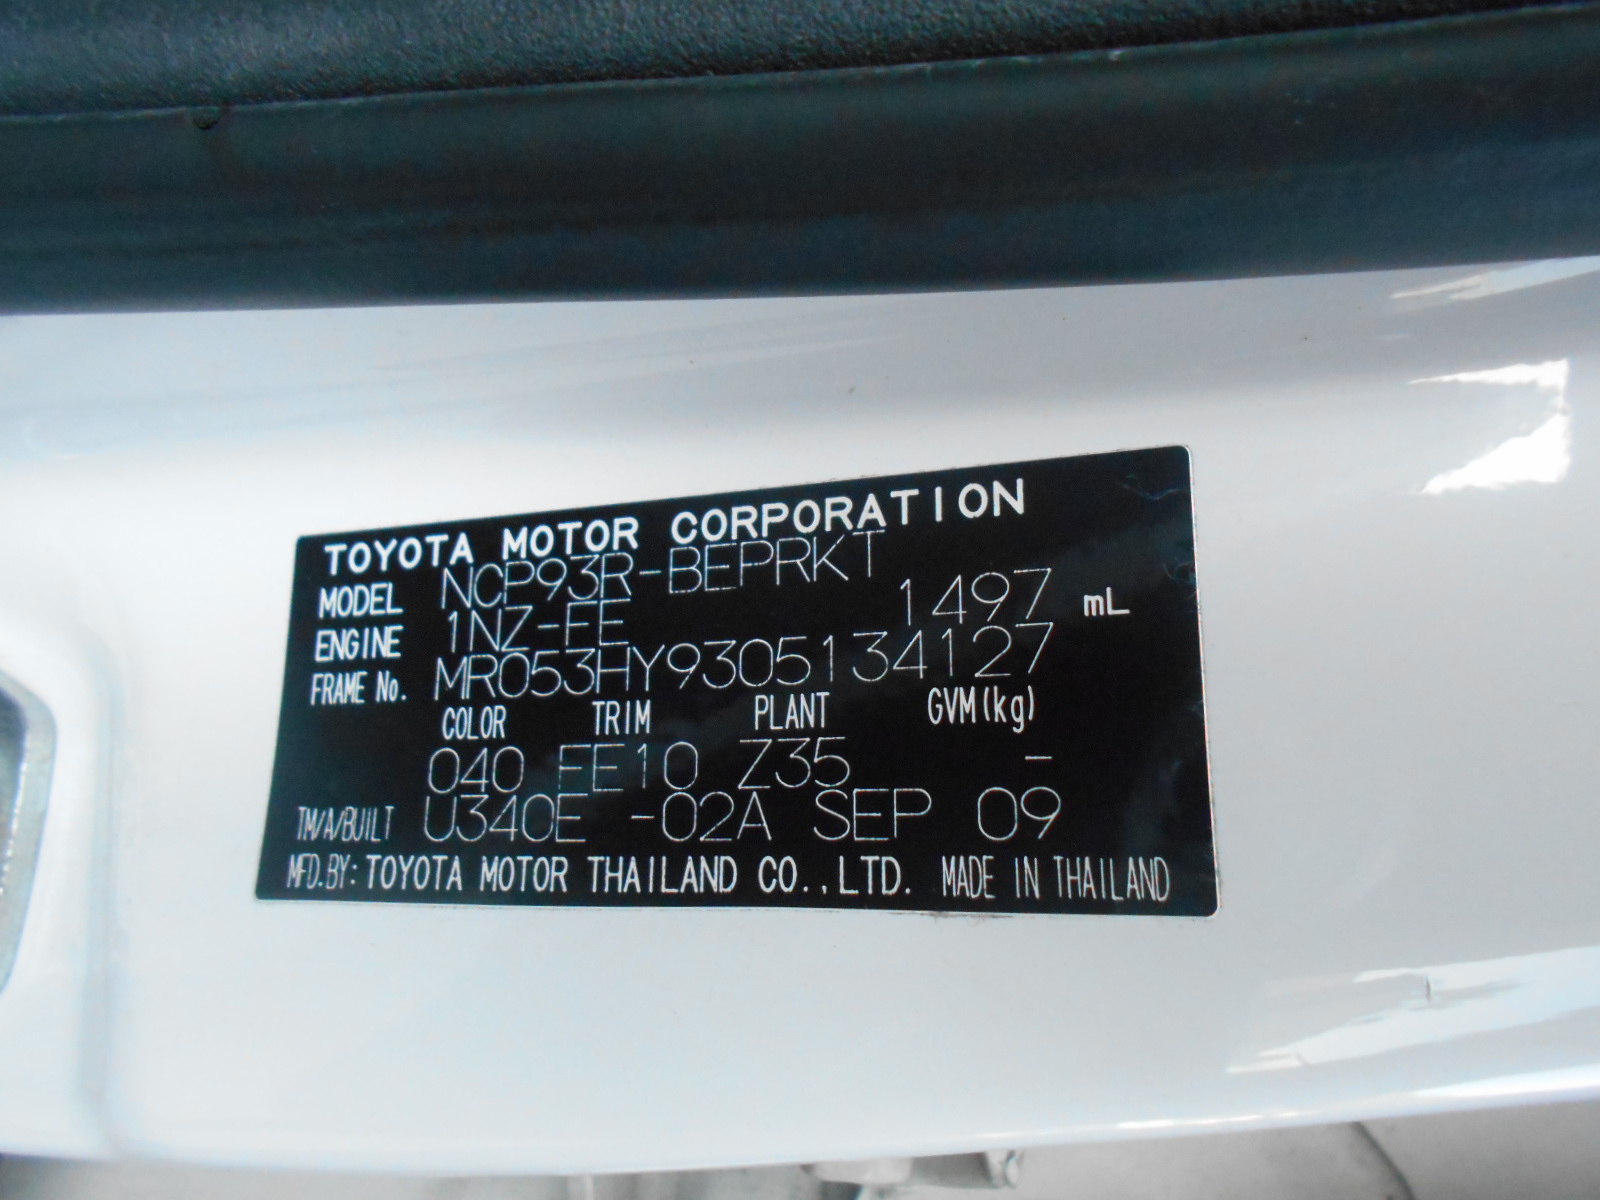 TOYOTA MOTOR CORPORATION
MODEL NCP93R-BEPRKT
ENGINE 1NZ-FE 1497 mL
FRAME No. MR053HY9305134127
COLOR TRIM PLANT GVM(kg)
040 FE10 Z35 -
TM/A/BUILT U340E -02A SEP 09
MFD.BY: TOYOTA MOTOR THAILAND CO.,LTD. MADE IN THAILAND